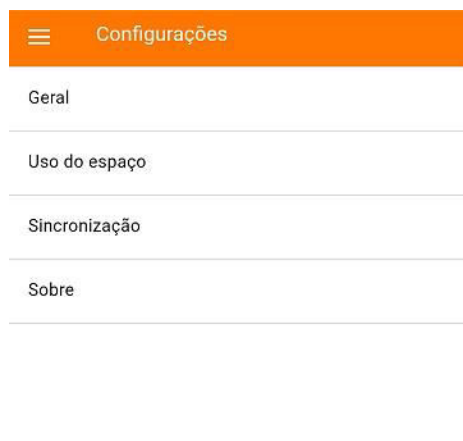 Configurações
Geral
Uso do espaço
Sincronização
Sobre